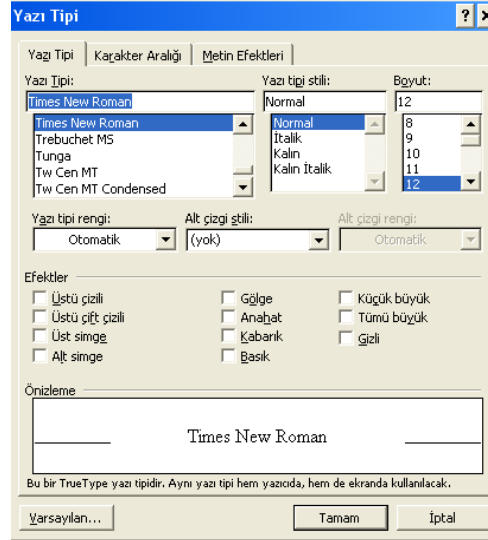 Yazı Tipi
Yazı Tipi Karakter Aralığı Metin Efektleri
Yazı Tipi: Yazı tipi stili: Boyut:
Times New Roman Normal 12
Times New Roman Normal 8
Trebuchet MS İtalik 9
Tunga Kalın 10
Tw Cen MT Kalın İtalik 11
Tw Cen MT Condensed 12
Yazı tipi rengi: Alt çizgi stili: Alt çizgi rengi:
Otomatik (yok) Otomatik
Efektler
Üstü çizili Gölge Küçük büyük
Üstü çift çizili Anahat Tümü büyük
Üst simge Kabarık Gizli
Alt simge Basık
Önizleme
Times New Roman
Bu bir TrueType yazı tipidir. Aynı yazı tipi hem yazıcıda, hem de ekranda kullanılacak.
Varsayılan... Tamam İptal